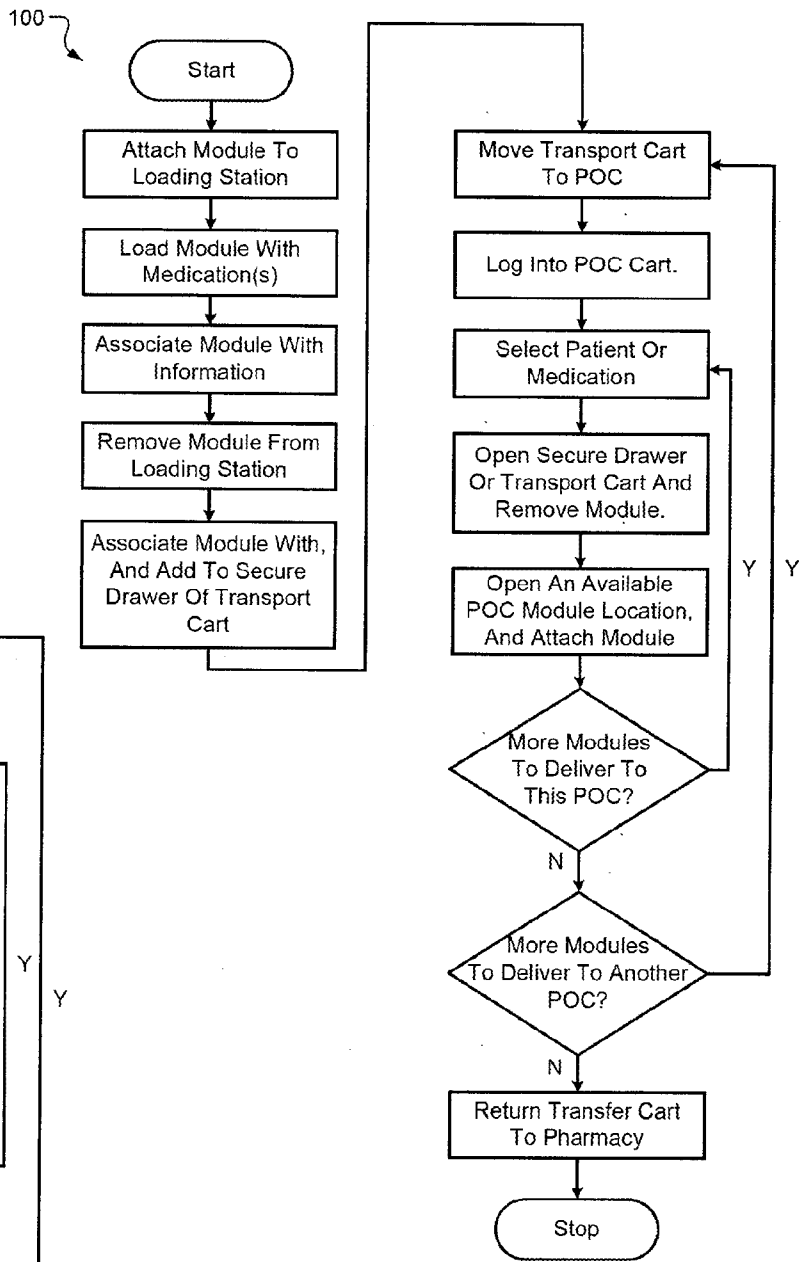 100
Start
Attach Module To
Loading Station
Load Module With
Medication(s)
Associate Module With
Information
Remove Module From
Loading Station
Associate Module With,
And Add To Secure
Drawer Of Transport
Cart
Move Transport Cart
To POC
Log Into POC Cart.
Select Patient Or
Medication
Open Secure Drawer
Or Transport Cart And
Remove Module.
Open An Available
POC Module Location,
And Attach Module
More Modules
To Deliver To
This POC?
Y
Y
N
More Modules
To Deliver To Another
POC?
N
Return Transfer Cart
To Pharmacy
Stop
Y
Y